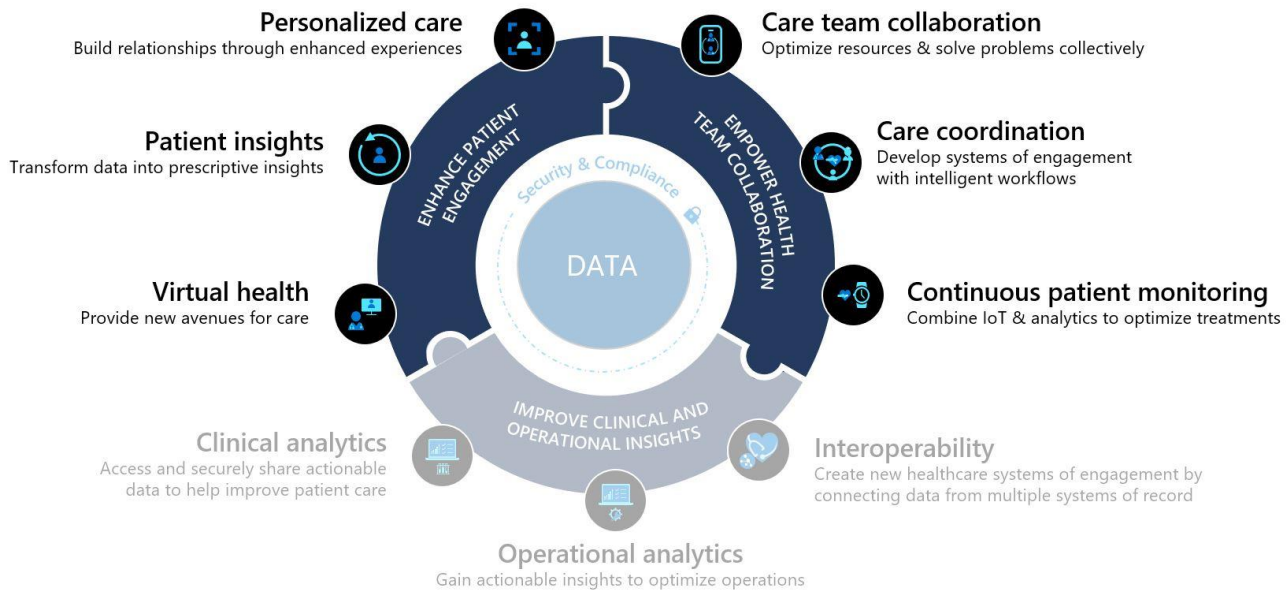 Personalized care
Build relationships through enhanced experiences
Care team collaboration
Optimize resources & solve problems collectively
Patient insights
Transform data into prescriptive insights
Care coordination
Develop systems of engagement
with intelligent workflows
Virtual health
Provide new avenues for care
Continuous patient monitoring
Combine IoT & analytics to optimize treatments
ENHANCE PATIENT
ENGAGEMENT
EMPOWER HEALTH
TEAM COLLABORATION
Security & Compliance
DATA
IMPROVE CLINICAL AND
OPERATIONAL INSIGHTS
Clinical analytics
Access and securely share actionable
data to help improve patient care
Interoperability
Create new healthcare systems of engagement by
connecting data from multiple systems of record
Operational analytics
Gain actionable insights to optimize operations